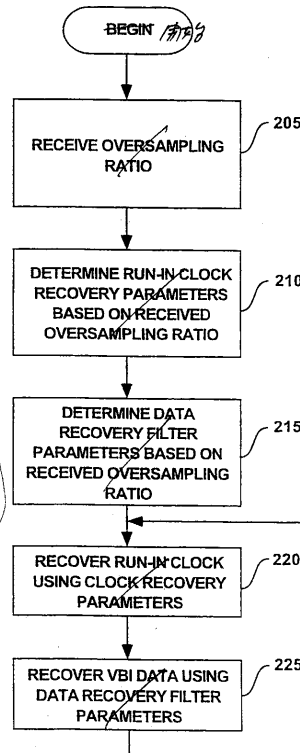 BEGIN
RECEIVE OVERSAMPLING
RATIO
205
DETERMINE RUN-IN CLOCK
RECOVERY PARAMETERS
BASED ON RECEIVED
OVERSAMPLING RATIO
210
DETERMINE DATA
RECOVERY FILTER
PARAMETERS BASED ON
RECEIVED OVERSAMPLING
RATIO
215
RECOVER RUN-IN CLOCK
USING CLOCK RECOVERY
PARAMETERS
220
RECOVER VBI DATA USING
DATA RECOVERY FILTER
PARAMETERS
225